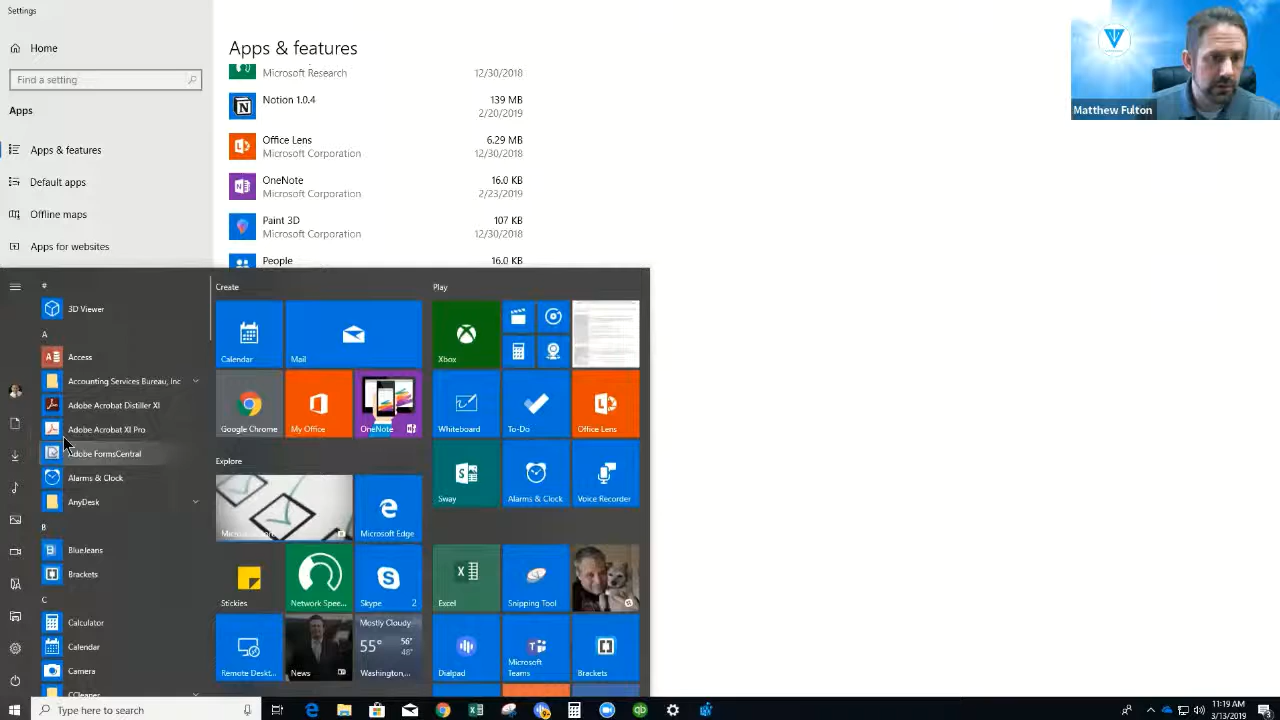 Settings
Home
Find a setting
Apps
Apps & features
Default apps
Offline maps
Apps for websites
Apps & features
Microsoft Research 12/30/2018
Notion 1.0.4 139 MB
2/20/2019
Office Lens 6.29 MB
Microsoft Corporation 12/30/2018
OneNote 16.0 KB
Microsoft Corporation 2/23/2019
Paint 3D 107 KB
Microsoft Corporation 12/30/2018
People 16.0 KB
Matthew Fulton
#
3D Viewer
A
Access
Accounting Services Bureau, Inc
Adobe Acrobat Distiller XI
Adobe Acrobat XI Pro
Adobe FormsCentral
Alarms & Clock
AnyDesk
B
BlueJeans
Brackets
C
Calculator
Calendar
Camera
CCleaner
Create
Calendar
Mail
Google Chrome
My Office
OneNote
Explore
Microsoft Edge
Stickies
Network Spee...
Skype 2
Remote Deskt...
News
Mostly Cloudy
55° 56°
48°
Washington,...
Play
Xbox
Whiteboard
To-Do
Office Lens
Sway
Alarms & Clock
Voice Recorder
Excel
Snipping Tool
Dialpad
Microsoft
Teams
Brackets
Type here to search
11:19 AM
3/13/2019